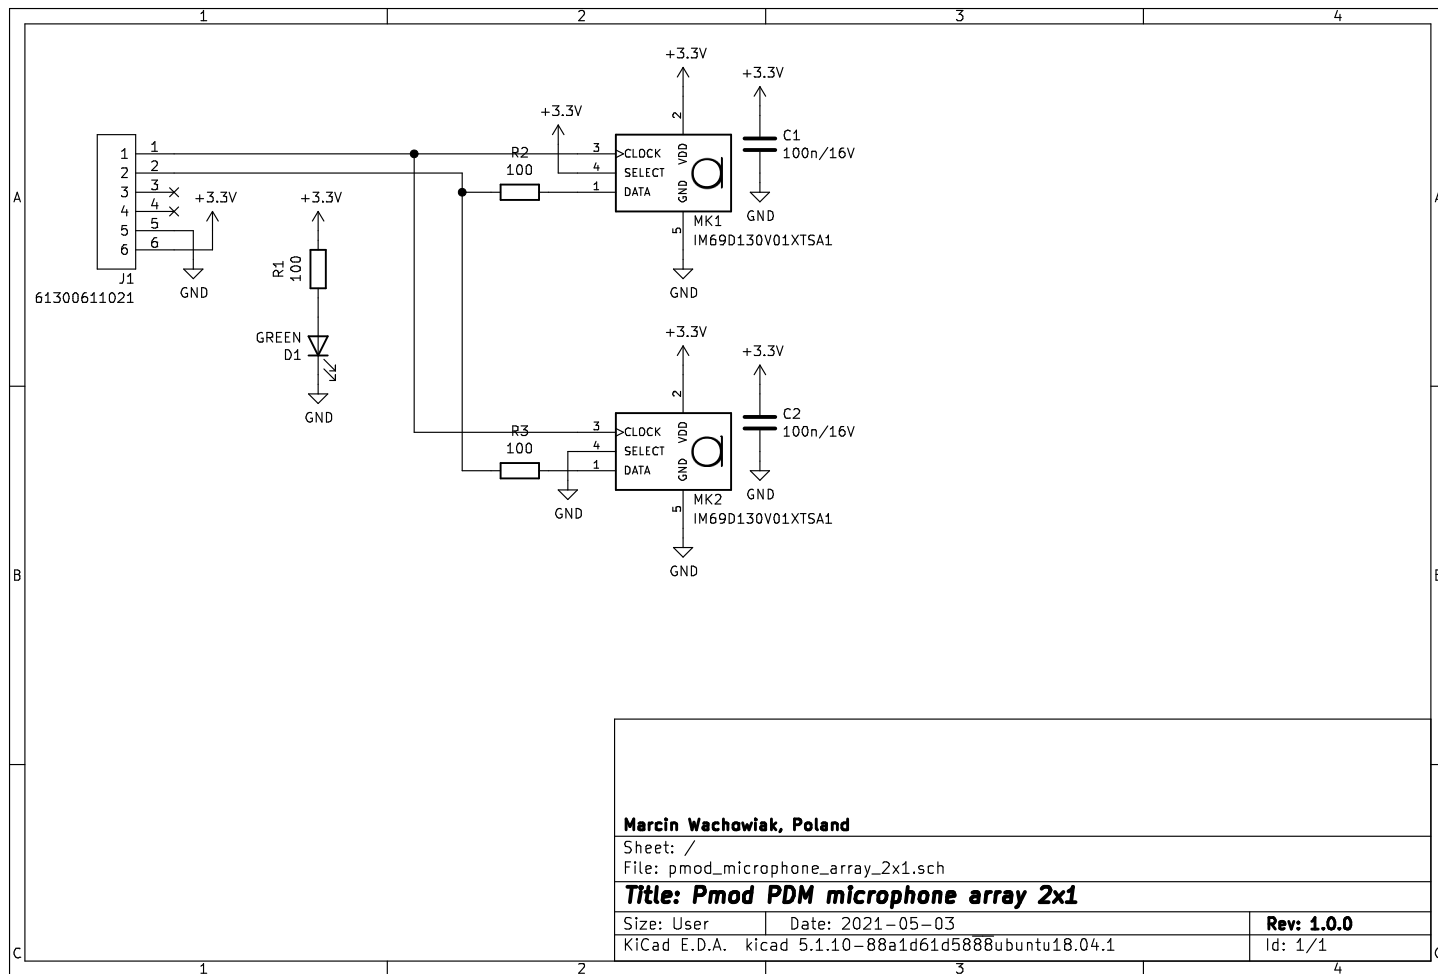 1 2 3 4
+3.3V
+3.3V
+3.3V
2
C1
100n/16V
1 1
2 2
3 3
4 4
5 5
6 6
J1
61300611021
+3.3V
GND
+3.3V
R1
100
GREEN
D1
GND
R2
100
3 CLOCK
4 SELECT
1 DATA
VDD
GND
5
MK1
IM69D130V01XTSA1
GND
GND
A A
+3.3V
+3.3V
2
C2
100n/16V
R3
100
3 CLOCK
4 SELECT
1 DATA
VDD
GND
5
MK2
IM69D130V01XTSA1
GND
GND
GND
B
Marcin Wachowiak, Poland
Sheet: /
File: pmod_microphone_array_2x1.sch
Title: Pmod PDM microphone array 2x1
Size: User Date: 2021-05-03 Rev: 1.0.0
KiCad E.D.A. kicad 5.1.10-88a1d61d5888ubuntu18.04.1 Id: 1/1
C
1 2 3 4